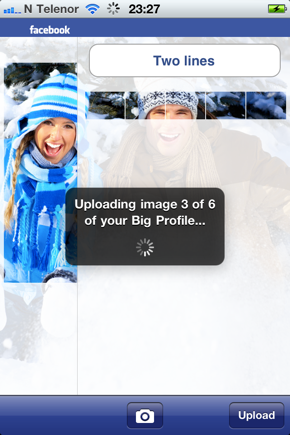 N Telenor 23:27
facebook
Two lines
Uploading image 3 of 6
of your Big Profile...
Upload